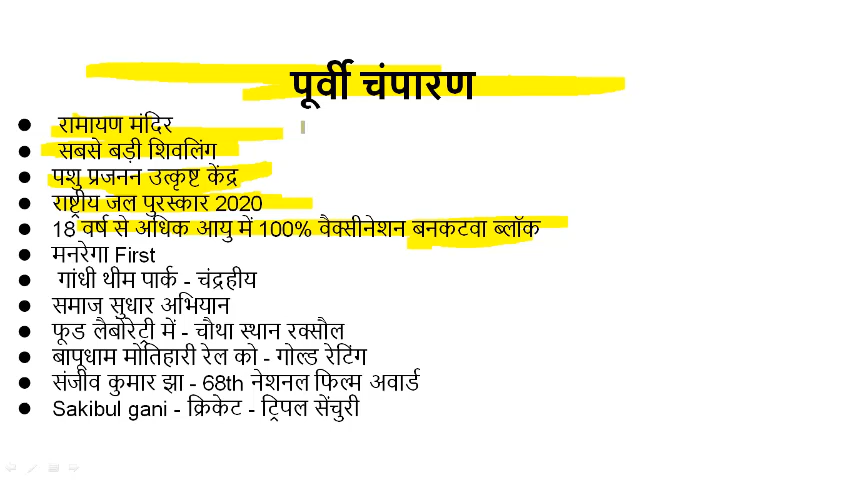 पूर्वी चंपारण
● रामायण मंदिर
● सबसे बड़ी शिवलिंग
● पशु प्रजनन उत्कृष्ट केंद्र
● राष्ट्रीय जल पुरस्कार 2020
● 18 वर्ष से अधिक आयु में 100% वैक्सीनेशन बनकटवा ब्लॉक
● मनरेगा First
● गांधी थीम पार्क - चंद्रहीय
● समाज सुधार अभियान
● फूड लैबोरेट्री में - चौथा स्थान रक्सौल
● बापूधाम मोतिहारी रेल को - गोल्ड रेटिंग
● संजीव कुमार झा - 68th नेशनल फिल्म अवार्ड
● Sakibul gani - क्रिकेट - ट्रिपल सेंचुरी